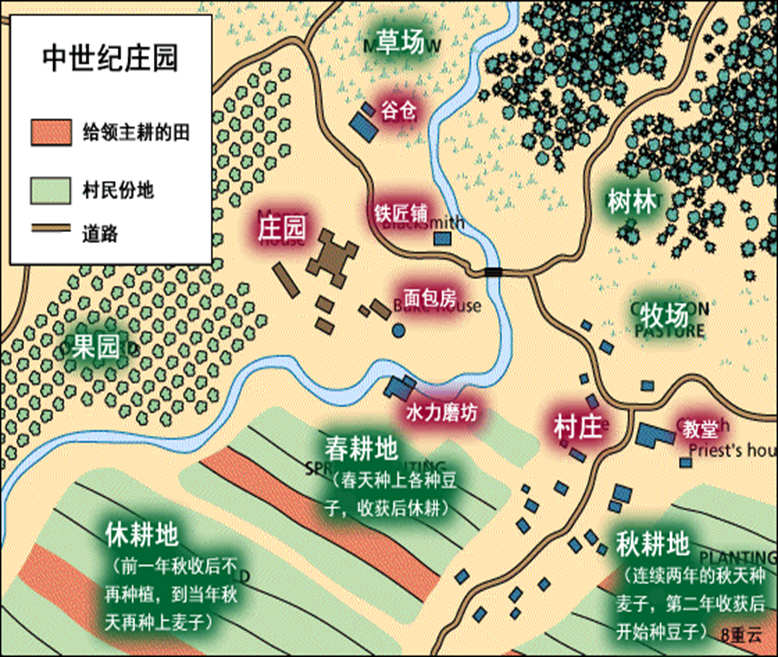 中世纪庄园
给领主耕的田
村民份地
道路
草场
谷仓
铁匠铺
Blacksmith
庄园
树林
面包房
Bake house
牧场
PASTURE
果园
水力磨坊
村庄
教堂
Priest's hou
春耕地
(春天种上各种豆
子，收获后休耕)
休耕地
(前一年秋收后不
再种植，到当年秋
天再种上麦子)
秋耕地
PLANTING
(连续两年的秋天种
麦子，第二年收获后
开始种豆子)
8重云